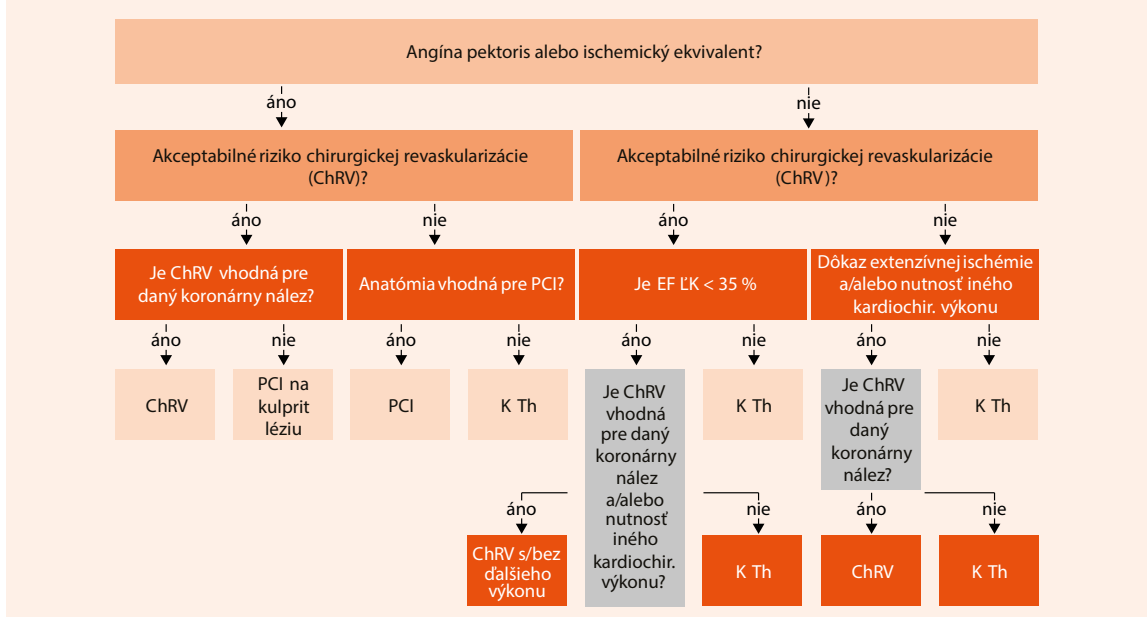 Angína pektoris alebo ischemický ekvivalent?
áno
nie
Akceptabilné riziko chirurgickej revaskularizácie
(ChRV)?
Akceptabilné riziko chirurgickej revaskularizácie
(ChRV)?
áno
nie
áno
nie
Je ChRV vhodná pre
daný koronárny nález?
Anatómia vhodná pre PCI?
Je EF ĽK < 35 %
Dôkaz extenzívnej ischémie
a/alebo nutnosť iného
kardiochir. výkonu
áno
nie
áno
nie
áno
nie
áno
nie
ChRV
PCI na
kulprit
léziu
PCI
K Th
Je ChRV
vhodná
pre daný
koronárny
nález
a/alebo
nutnosť
iného
kardiochir.
výkonu?
K Th
Je ChRV
vhodná pre
daný
koronárny
nález?
K Th
áno
nie
áno
nie
ChRV s/bez
ďalšieho
výkonu
K Th
ChRV
K Th